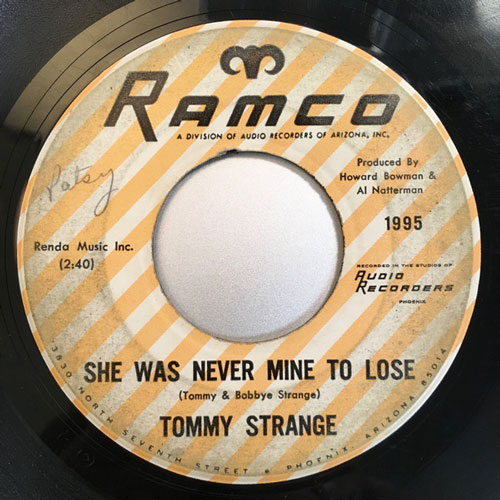 RAMCO
A DIVISION OF AUDIO RECORDERS OF ARIZONA, INC.
Patsy
Produced By
Howard Bowman &
Al Natterman
1995
Renda Music Inc.
(2:40)
RECORDED IN THE STUDIOS OF
AUDIO
RECORDERS
PHOENIX
SHE WAS NEVER MINE TO LOSE
(Tommy & Bobbye Strange)
TOMMY STRANGE
3830 NORTH SEVENTH STREET • PHOENIX, ARIZONA 85014